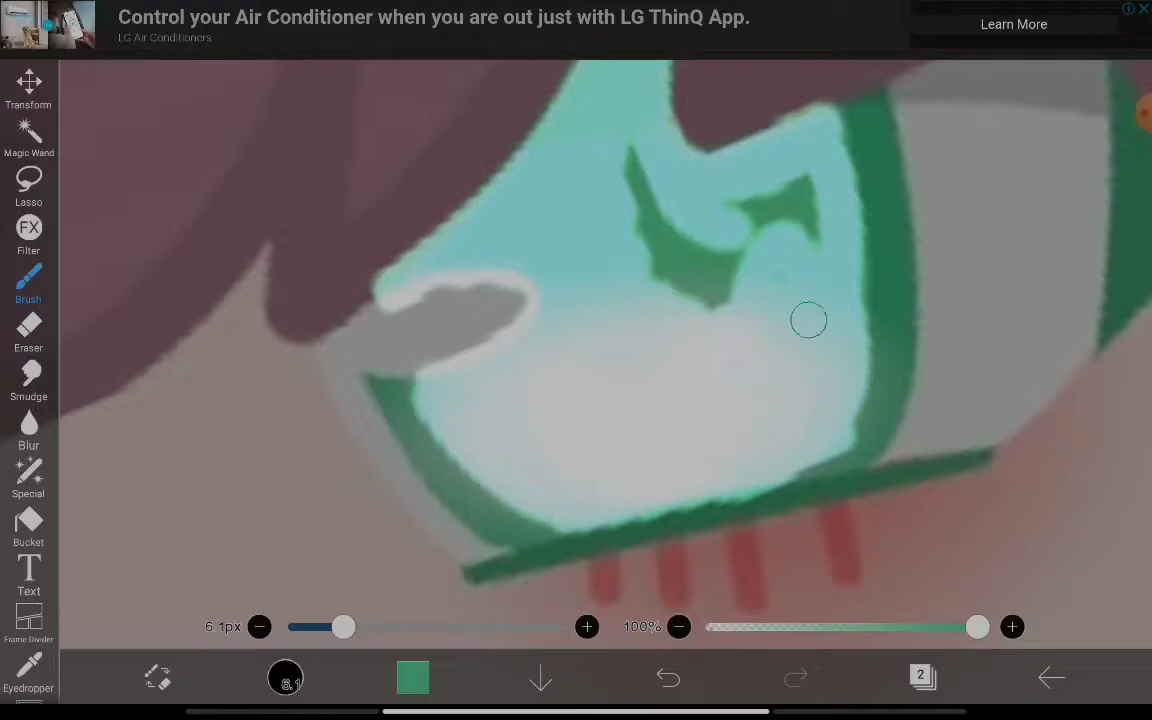 Control your Air Conditioner when you are out just with LG ThinQ App.
LG Air Conditioners
Learn More
Transform
Magic Wand
Lasso
FX
Filter
Brush
Eraser
Smudge
Blur
Special
Bucket
T
Text
Frame Divider
Eyedropper
6.1px
100%
6.1
2